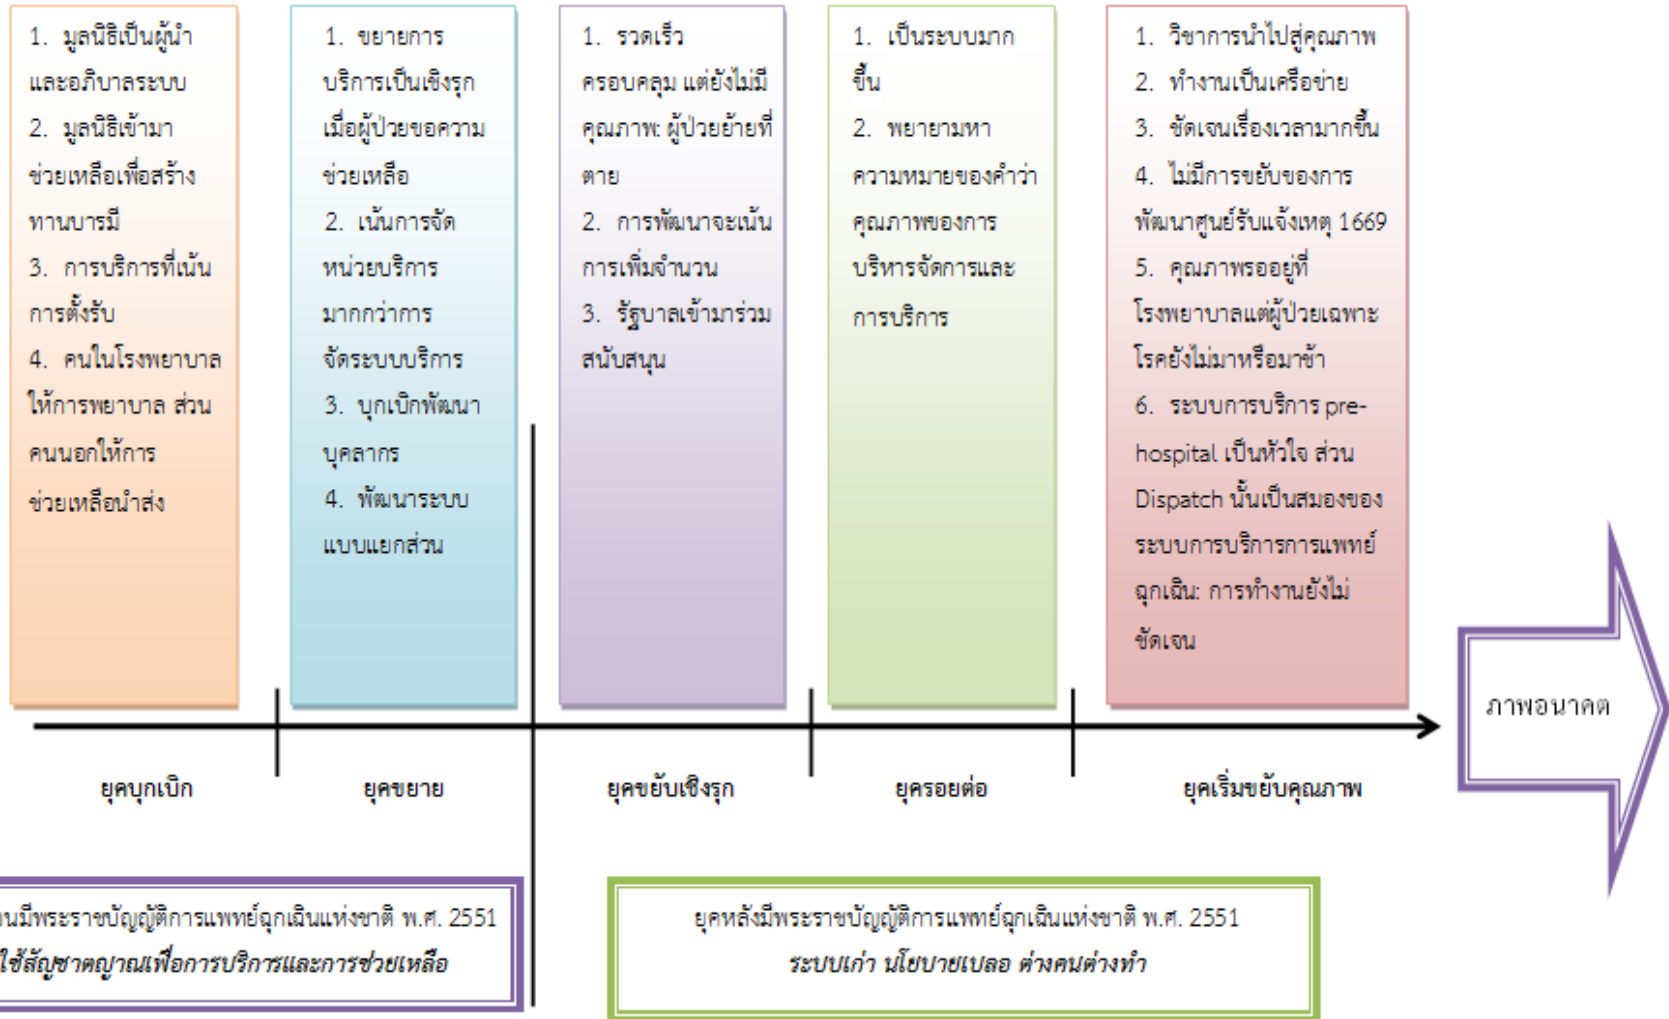 1. มูลนิธิเป็นผู้นำ
และอภิบาลระบบ
2. มูลนิธิเข้ามา
ช่วยเหลือเพื่อสร้าง
ทานบารมี
3. การบริการที่เน้น
การตั้งรับ
4. คนในโรงพยาบาล
ให้การพยาบาล ส่วน
คนนอกให้การ
ช่วยเหลือนำส่ง
1. ขยายการ
บริการเป็นเชิงรุก
เมื่อผู้ป่วยขอความ
ช่วยเหลือ
2. เน้นการจัด
หน่วยบริการ
มากกว่าการ
จัดระบบบริการ
3. บุกเบิกพัฒนา
บุคลากร
4. พัฒนาระบบ
แบบแยกส่วน
1. รวดเร็ว
ครอบคลุม แต่ยังไม่มี
คุณภาพ: ผู้ป่วยย้ายที่
ตาย
2. การพัฒนาจะเน้น
การเพิ่มจำนวน
3. รัฐบาลเข้ามาร่วม
สนับสนุน
1. เป็นระบบมาก
ขึ้น
2. พยายามหา
ความหมายของคำว่า
คุณภาพของการ
บริหารจัดการและ
การบริการ
1. วิชาการนำไปสู่คุณภาพ
2. ทำงานเป็นเครือข่าย
3. ชัดเจนเรื่องเวลามากขึ้น
4. ไม่มีการขยับของการ
พัฒนาศูนย์รับแจ้งเหตุ 1669
5. คุณภาพรออยู่ที่
โรงพยาบาลแต่ผู้ป่วยเฉพาะ
โรคยังไม่มาหรือมาช้า
6. ระบบการบริการ pre-
hospital เป็นหัวใจ ส่วน
Dispatch นั้นเป็นสมองของ
ระบบการบริการการแพทย์
ฉุกเฉิน: การทำงานยังไม่
ชัดเจน
ภาพอนาคต
ยุคบุกเบิก
ยุคขยาย
ยุคขยับเชิงรุก
ยุครอยต่อ
ยุคเริ่มขยับคุณภาพ
นมีพระราชบัญญัติการแพทย์ฉุกเฉินแห่งชาติ พ.ศ. 2551
ใช้สัญชาตญาณเพื่อการบริการและการช่วยเหลือ
ยุคหลังมีพระราชบัญญัติการแพทย์ฉุกเฉินแห่งชาติ พ.ศ. 2551
ระบบเก่า นโยบายเบลอ ต่างคนต่างทำ